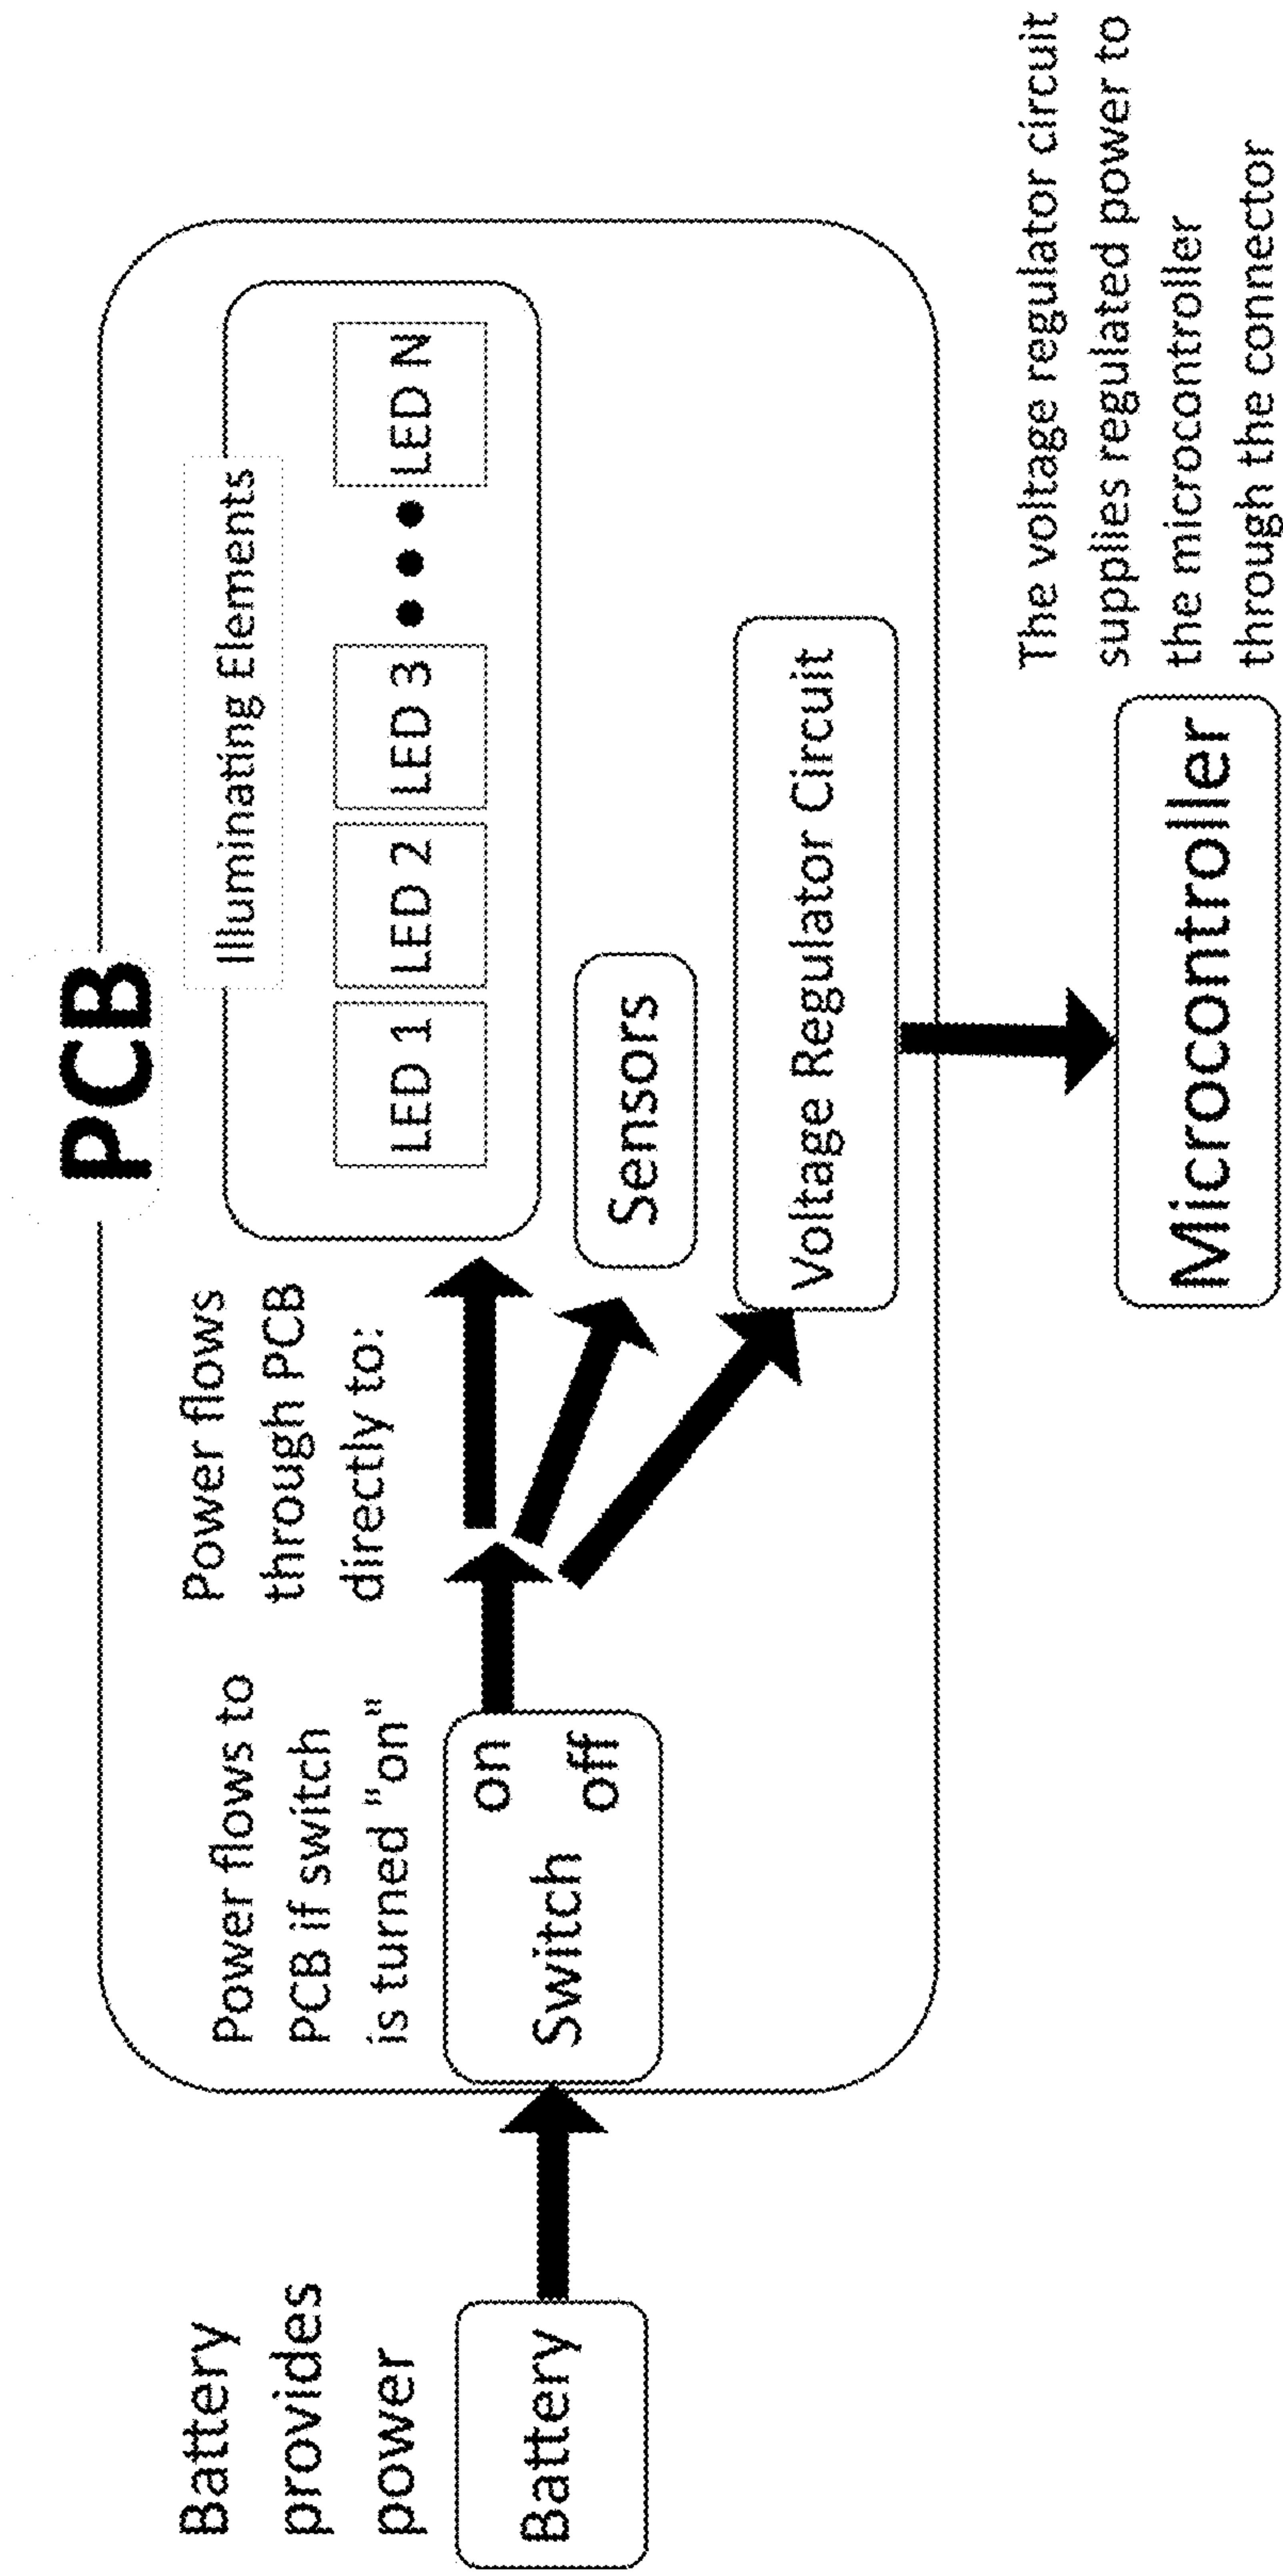 PCB
Battery
provides
power
Battery
Power flows to
PCB if switch
is turned "on"
Switch
on
off
Power flows
through PCB
directly to:
Illuminating Elements
LED 1
LED 2
LED 3
LED N
Sensors
Voltage Regulator Circuit
Microcontroller
The voltage regulator circuit
supplies regulated power to
the microcontroller
through the connector